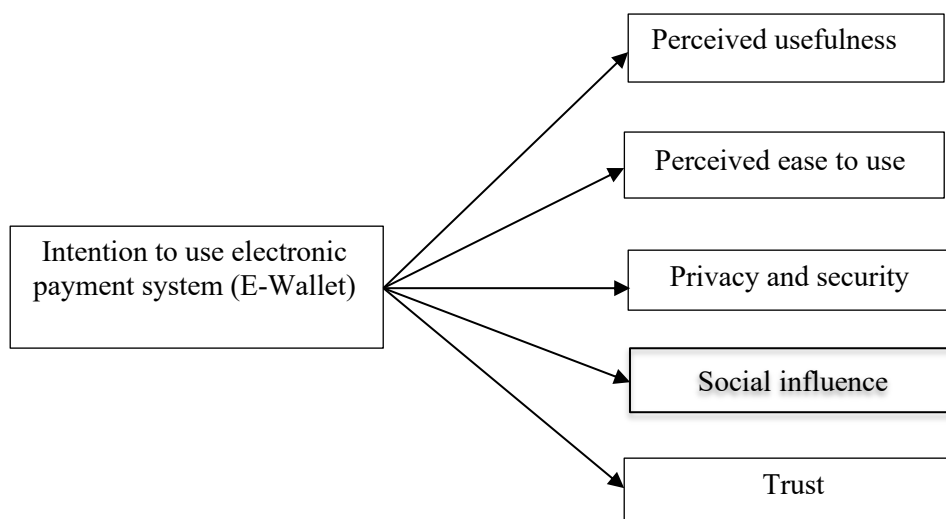 Perceived usefulness
Perceived ease to use
Intention to use electronic
payment system (E-Wallet)
Privacy and security
Social influence
Trust